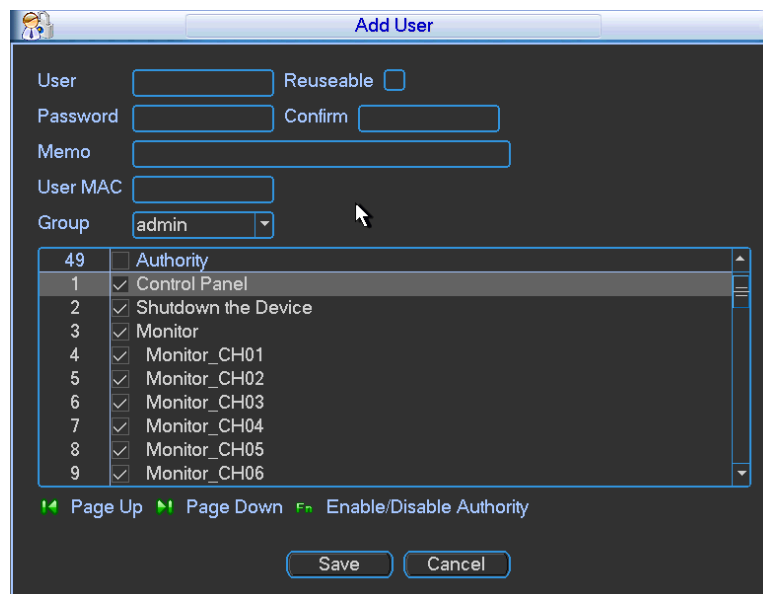 Add User
User Reuseable
Password Confirm
Memo
User MAC
Group admin
49 Authority
1 Control Panel
2 Shutdown the Device
3 Monitor
4 Monitor_CH01
5 Monitor_CH02
6 Monitor_CH03
7 Monitor_CH04
8 Monitor_CH05
9 Monitor_CH06
Page Up Page Down Fn Enable/Disable Authority
Save Cancel